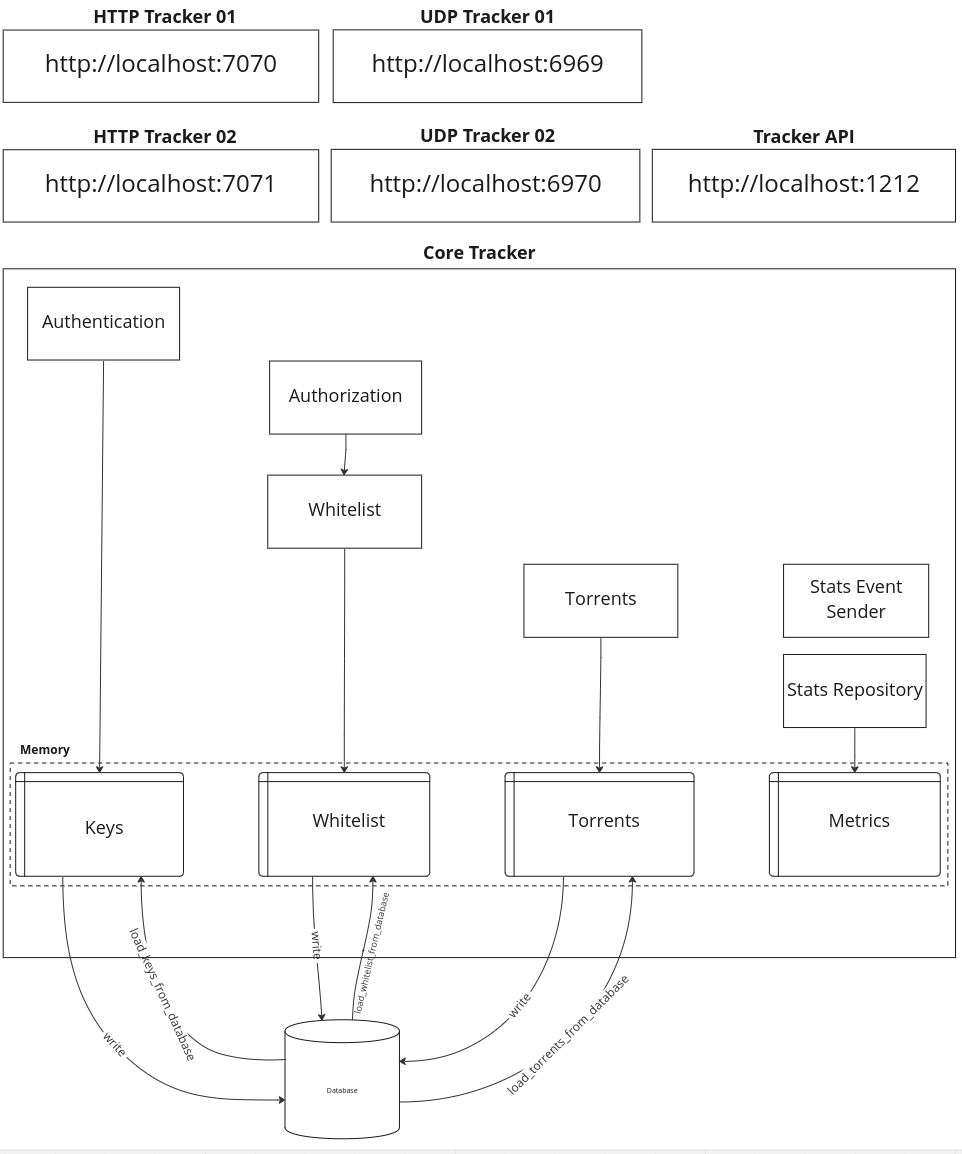 HTTP Tracker 01
UDP Tracker 01
http://localhost:7070
http://localhost:6969
HTTP Tracker 02
UDP Tracker 02
Tracker API
http://localhost:7071
http://localhost:6970
http://localhost:1212
Core Tracker
Authentication
Authorization
Whitelist
Torrents
Stats Event
Sender
Stats Repository
Memory
Keys
Whitelist
Torrents
Metrics
write
load_keys_from_database
write
load_whitelist_from_database
write
load_torrents_from_database
Database